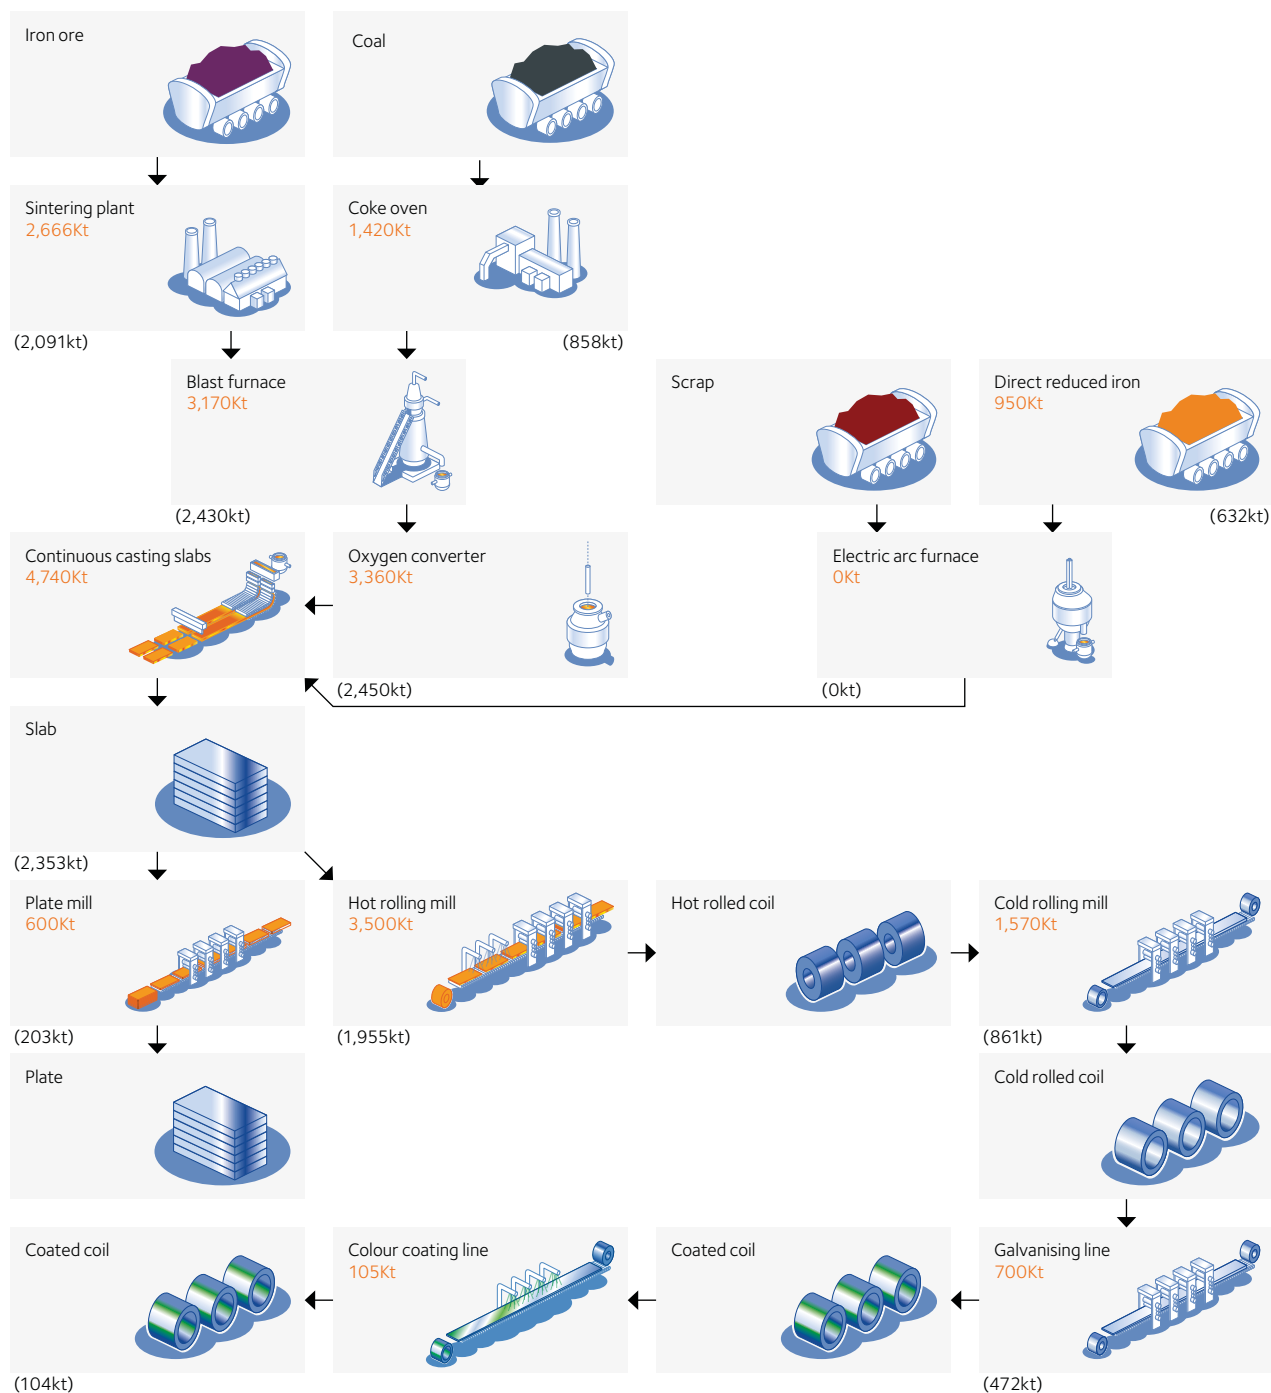 Iron ore
Coal
Sintering plant
2,666Kt
Coke oven
1,420Kt
(2,091kt)
(858kt)
Blast furnace
3,170Kt
Scrap
Direct reduced iron
950Kt
(2,430kt)
(632kt)
Continuous casting slabs
4,740Kt
Oxygen converter
3,360Kt
Electric arc furnace
0Kt
(2,450kt)
(0kt)
Slab
(2,353kt)
Plate mill
600Kt
Hot rolling mill
3,500Kt
Hot rolled coil
Cold rolling mill
1,570Kt
(203kt)
(1,955kt)
(861kt)
Plate
Cold rolled coil
Coated coil
Colour coating line
105Kt
Coated coil
Galvanising line
700Kt
(104kt)
(472kt)